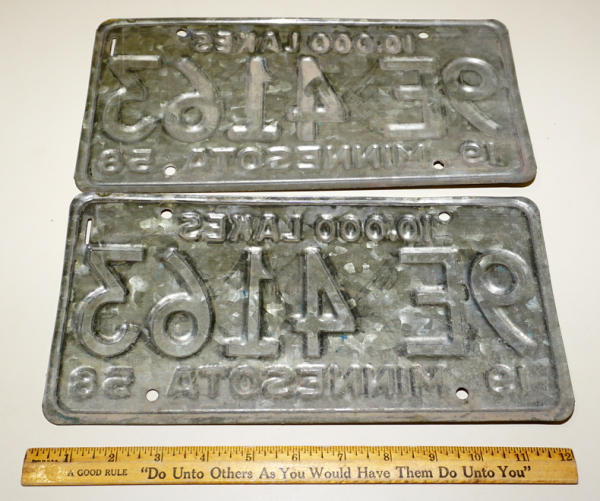 10,000 LAKES
9E 4163
19 MINNESOTA 58
10,000 LAKES
9E 4163
19 MINNESOTA 58
1 2 3 4 5 6 7 8 9 10 11 12
A GOOD RULE "Do Unto Others As You Would Have Them Do Unto You"